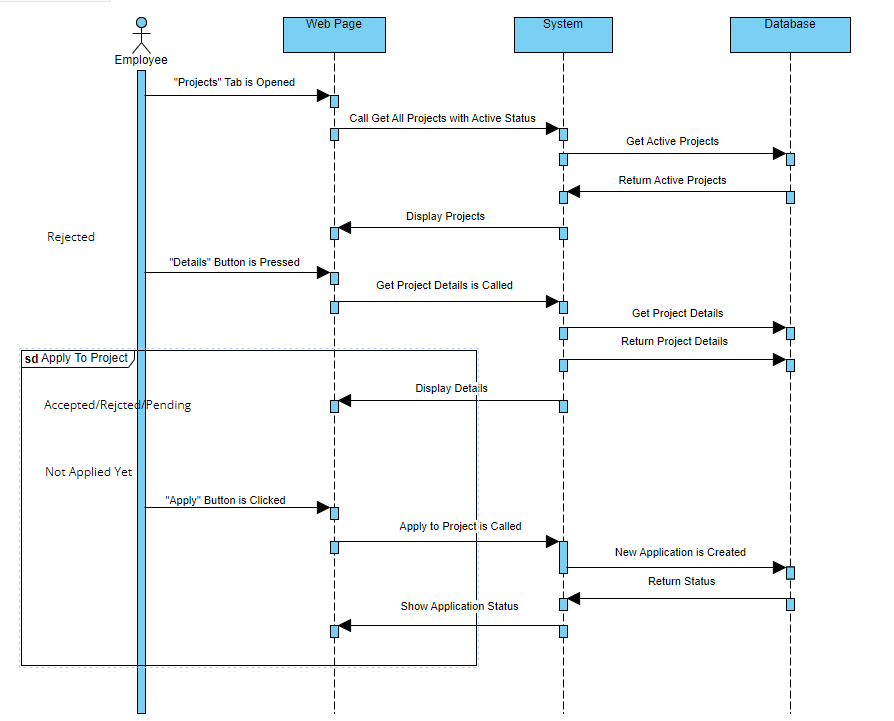 Web Page
System
Database
Employee
"Projects" Tab is Opened
Call Get All Projects with Active Status
Get Active Projects
Return Active Projects
Display Projects
Rejected
"Details" Button is Pressed
Get Project Details is Called
Get Project Details
Return Project Details
sd Apply To Project
Display Details
Accepted/Rejcted/Pending
Not Applied Yet
"Apply" Button is Clicked
Apply to Project is Called
New Application is Created
Return Status
Show Application Status